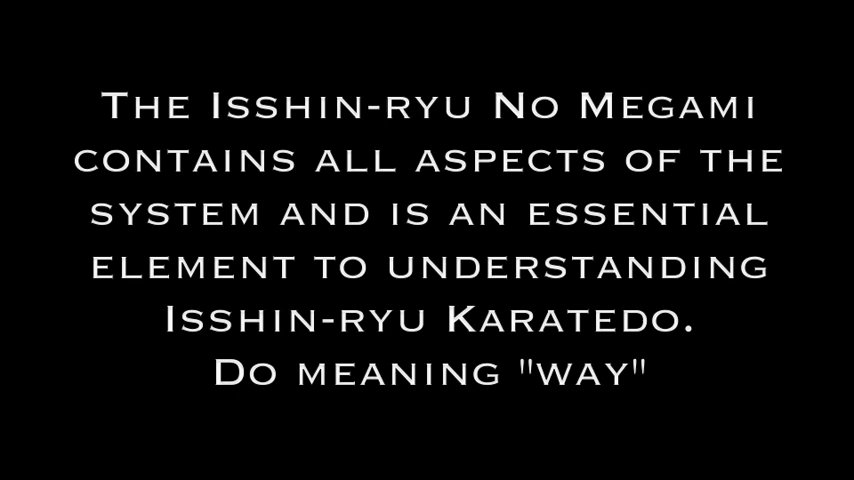 The Isshin-ryu No Megami
contains all aspects of the
system and is an essential
element to understanding
Isshin-ryu Karatedo.
Do meaning "way"